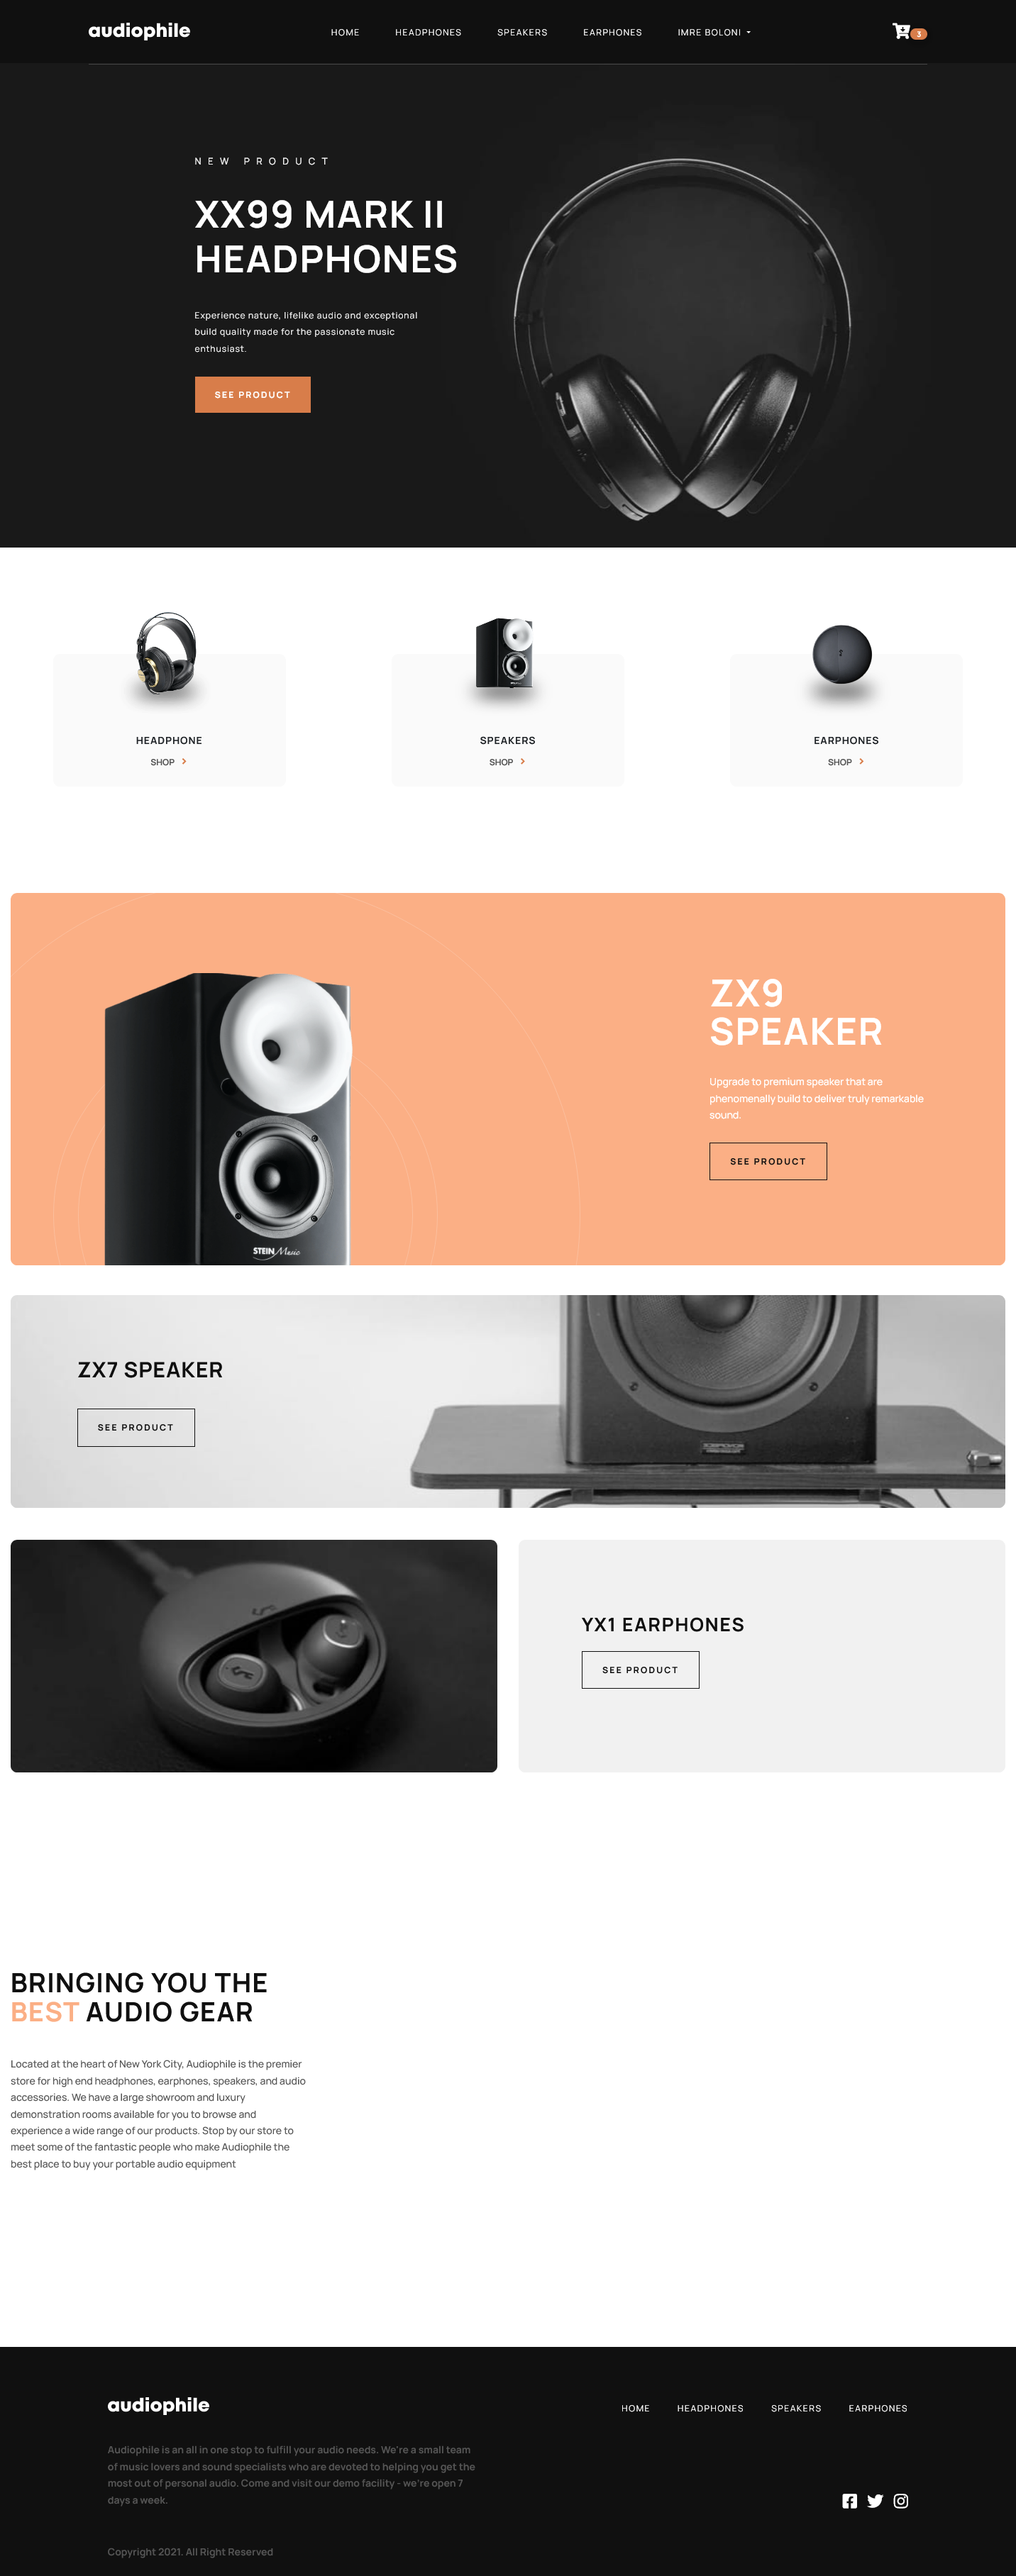 audiophile
HOME HEADPHONES SPEAKERS EARPHONES IMRE BOLONI
3
NEW PRODUCT
XX99 MARK II
HEADPHONES
Experience nature, lifelike audio and exceptional
build quality made for the passionate music
enthusiast.
SEE PRODUCT
HEADPHONE
SHOP
SPEAKERS
SHOP
EARPHONES
SHOP
ZX9
SPEAKER
Upgrade to premium speaker that are
phenomenally build to deliver truly remarkable
sound.
SEE PRODUCT
STEIN Music
ZX7 SPEAKER
SEE PRODUCT
YX1 EARPHONES
SEE PRODUCT
BRINGING YOU THE
BEST AUDIO GEAR
Located at the heart of New York City, Audiophile is the premier
store for high end headphones, earphones, speakers, and audio
accessories. We have a large showroom and luxury
demonstration rooms available for you to browse and
experience a wide range of our products. Stop by our store to
meet some of the fantastic people who make Audiophile the
best place to buy your portable audio equipment
audiophile
HOME HEADPHONES SPEAKERS EARPHONES
Audiophile is an all in one stop to fulfill your audio needs. We're a small team
of music lovers and sound specialists who are devoted to helping you get the
most out of personal audio. Come and visit our demo facility - we're open 7
days a week.
Copyright 2021. All Right Reserved